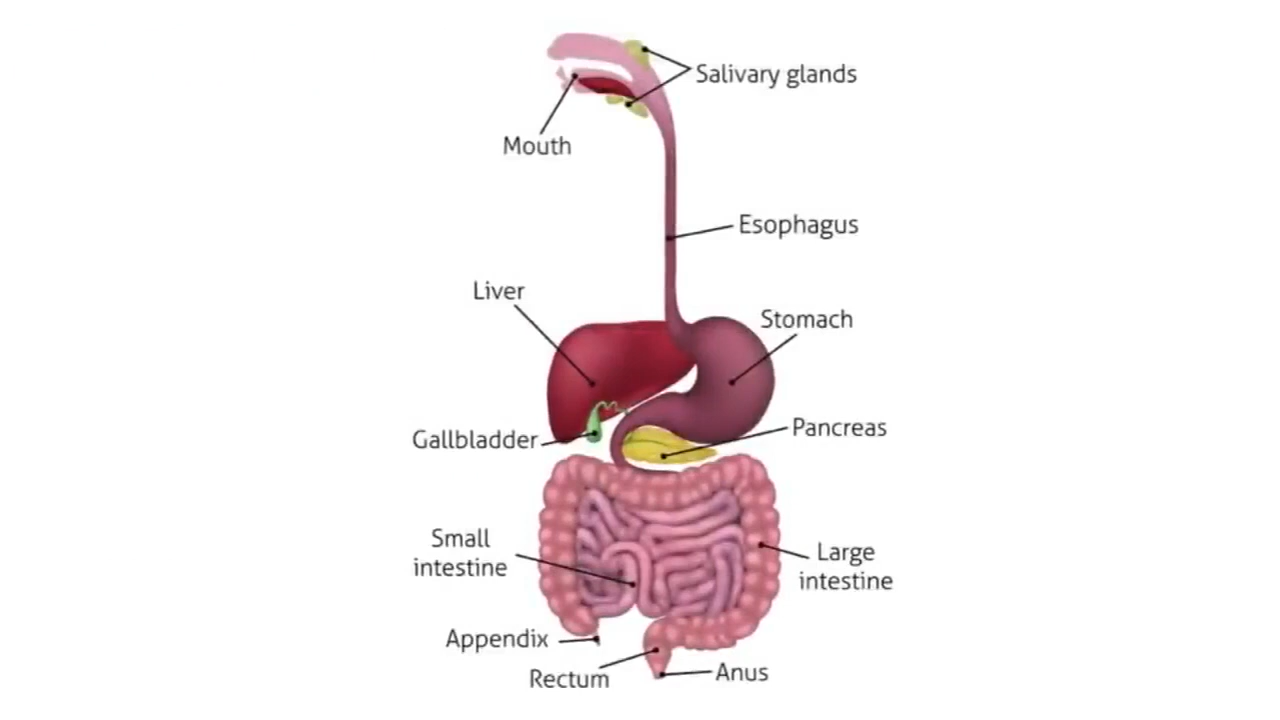 Salivary glands
Mouth
Esophagus
Liver
Stomach
Pancreas
Gallbladder
Small
intestine
Large
intestine
Appendix
Rectum
Anus